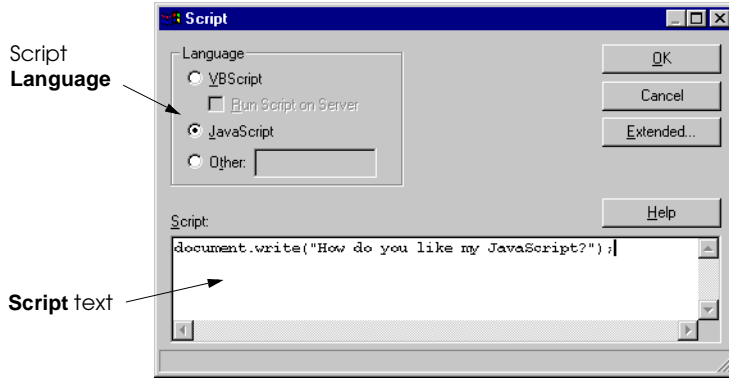 Script
Script
Language
Language
VBScript
Run Script on Server
JavaScript
Other:
OK
Cancel
Extended...
Help
Script:
document.write("How do you like my JavaScript?");
Script text